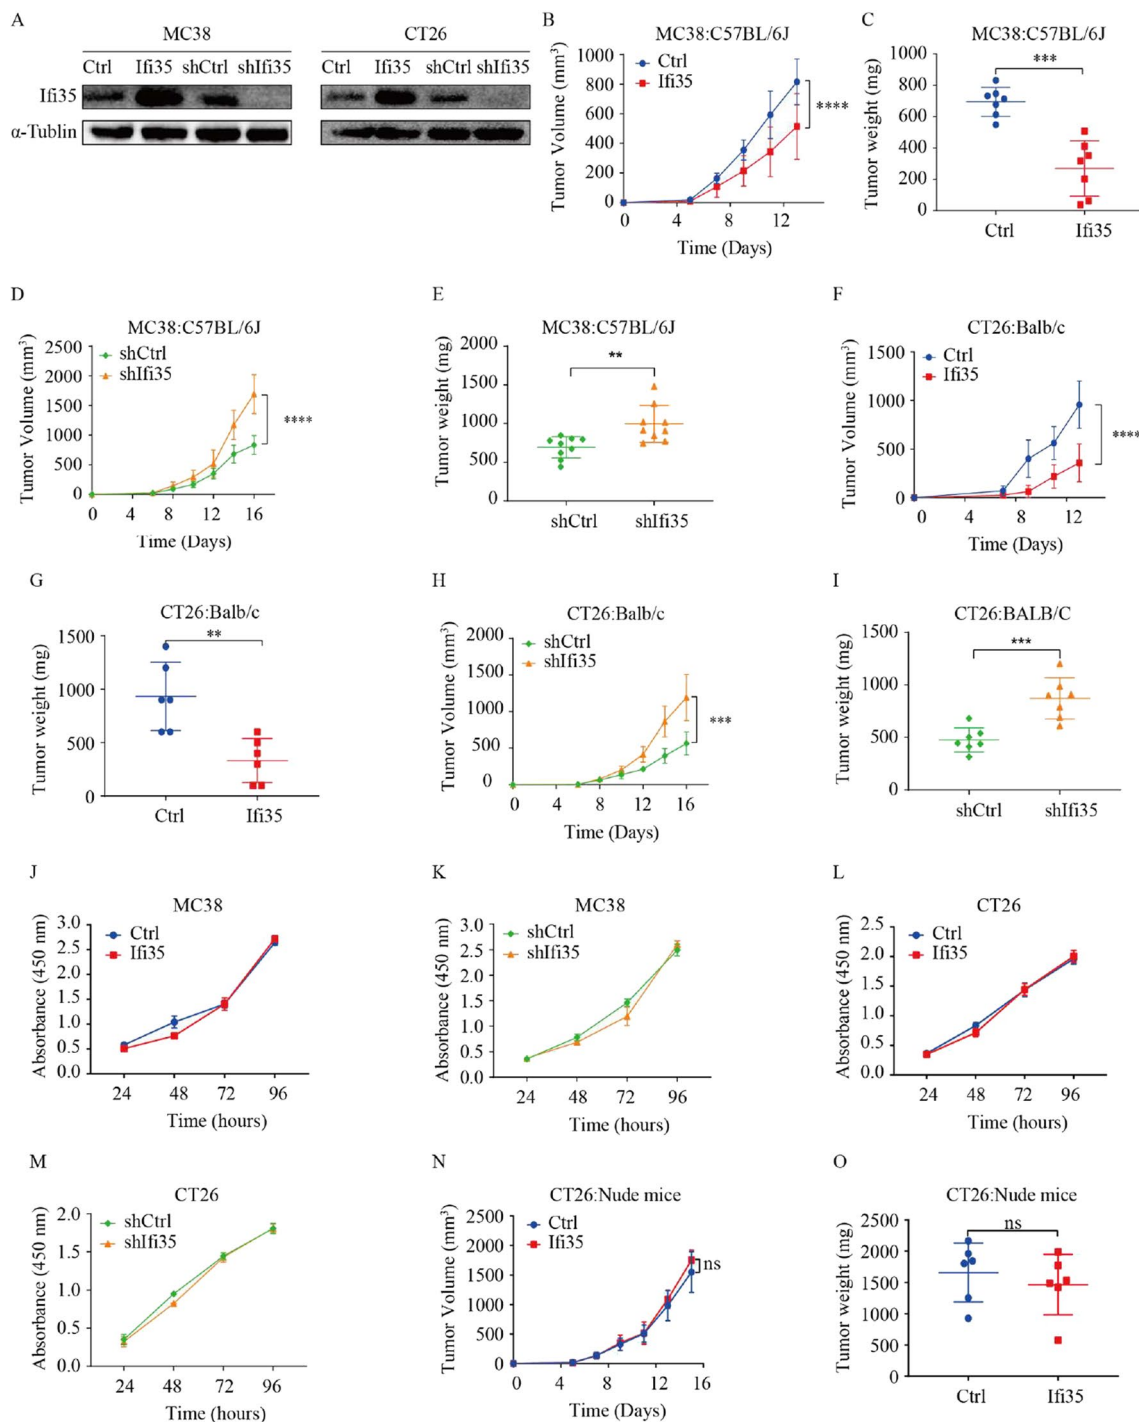 A
MC38
CT26
Ctrl Ifi35 shCtrl shIfi35
Ctrl Ifi35 shCtrl shIfi35
Ifi35
α-Tublin
B
MC38:C57BL/6J
Tumor Volume (mm³)
1000
800
600
400
200
0
Ctrl
Ifi35
****
0 4 8 12
Time (Days)
C
MC38:C57BL/6J
Tumor weight (mg)
1000
800
600
400
200
0
***
Ctrl Ifi35
D
MC38:C57BL/6J
Tumor Volume (mm³)
2500
2000
1500
1000
500
0
shCtrl
shIfi35
****
0 4 8 12 16
Time (Days)
E
MC38:C57BL/6J
Tumor weight (mg)
2000
1500
1000
500
0
**
shCtrl shIfi35
F
CT26:Balb/c
Tumor Volume (mm³)
1500
1000
500
0
Ctrl
Ifi35
****
0 4 8 12
Time (Days)
G
CT26:Balb/c
Tumor weight (mg)
1500
1000
500
0
**
Ctrl Ifi35
H
CT26:Balb/c
Tumor Volume (mm³)
2000
1500
1000
500
0
shCtrl
shIfi35
***
0 4 8 12 16
Time (Days)
I
CT26:BALB/C
Tumor weight (mg)
1500
1000
500
0
***
shCtrl shIfi35
J
MC38
Absorbance (450 nm)
3.0
2.5
2.0
1.5
1.0
0.5
0.0
Ctrl
Ifi35
24 48 72 96
Time (hours)
K
MC38
Absorbance (450 nm)
3.0
2.5
2.0
1.5
1.0
0.5
0.0
shCtrl
shIfi35
24 48 72 96
Time (hours)
L
CT26
Absorbance (450 nm)
2.5
2.0
1.5
1.0
0.5
0.0
Ctrl
Ifi35
24 48 72 96
Time (hours)
M
CT26
Absorbance (450 nm)
2.0
1.5
1.0
0.5
0.0
shCtrl
shIfi35
24 48 72 96
Time (hours)
N
CT26:Nude mice
Tumor Volume (mm³)
2500
2000
1500
1000
500
0
Ctrl
Ifi35
ns
0 4 8 12 16
Time (Days)
O
CT26:Nude mice
Tumor weight (mg)
2500
2000
1500
1000
500
0
ns
Ctrl Ifi35